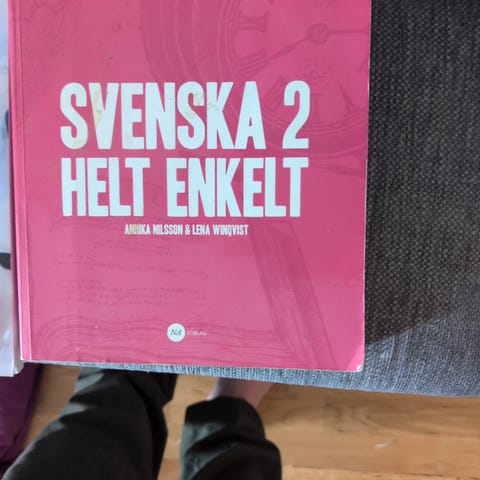 SVENSKA 2
HELT ENKELT
ANNIKA NILSSON & LENA WINQVIST
NA FÖRLAG